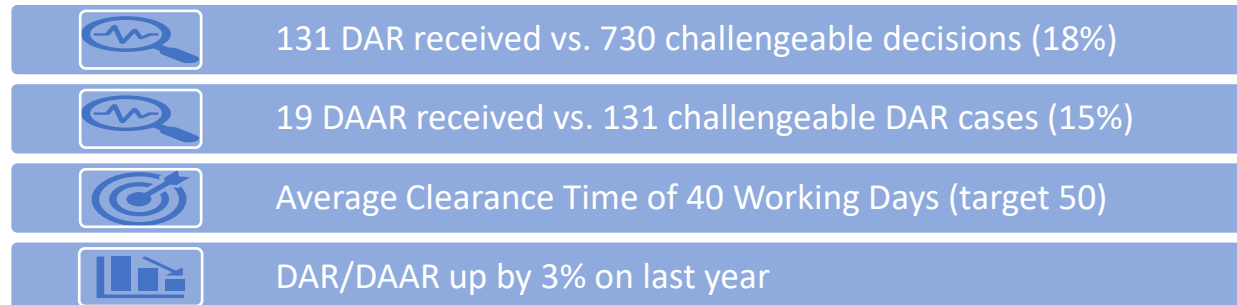 131 DAR received vs. 730 challengeable decisions (18%)
19 DAAR received vs. 131 challengeable DAR cases (15%)
Average Clearance Time of 40 Working Days (target 50)
DAR/DAAR up by 3% on last year